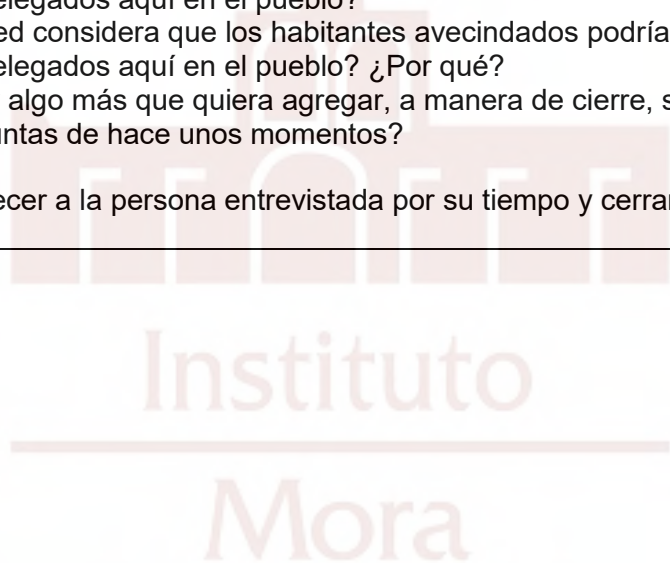 elegados aquí en el pueblo?
ed considera que los habitantes avecindados podría
elegados aquí en el pueblo? ¿Por qué?
algo más que quiera agregar, a manera de cierre, s
untas de hace unos momentos?
ecer a la persona entrevistada por su tiempo y cerrar
Instituto
Mora